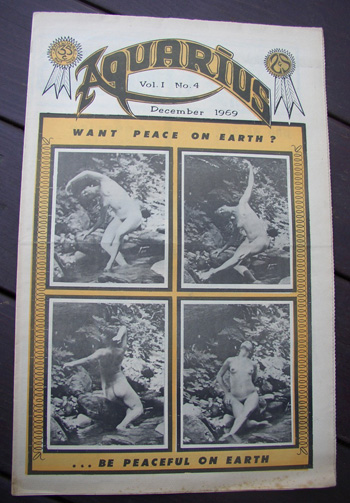 AQUARIUS
Vol. I No. 4
December 1969
WANT PEACE ON EARTH?
... BE PEACEFUL ON EARTH